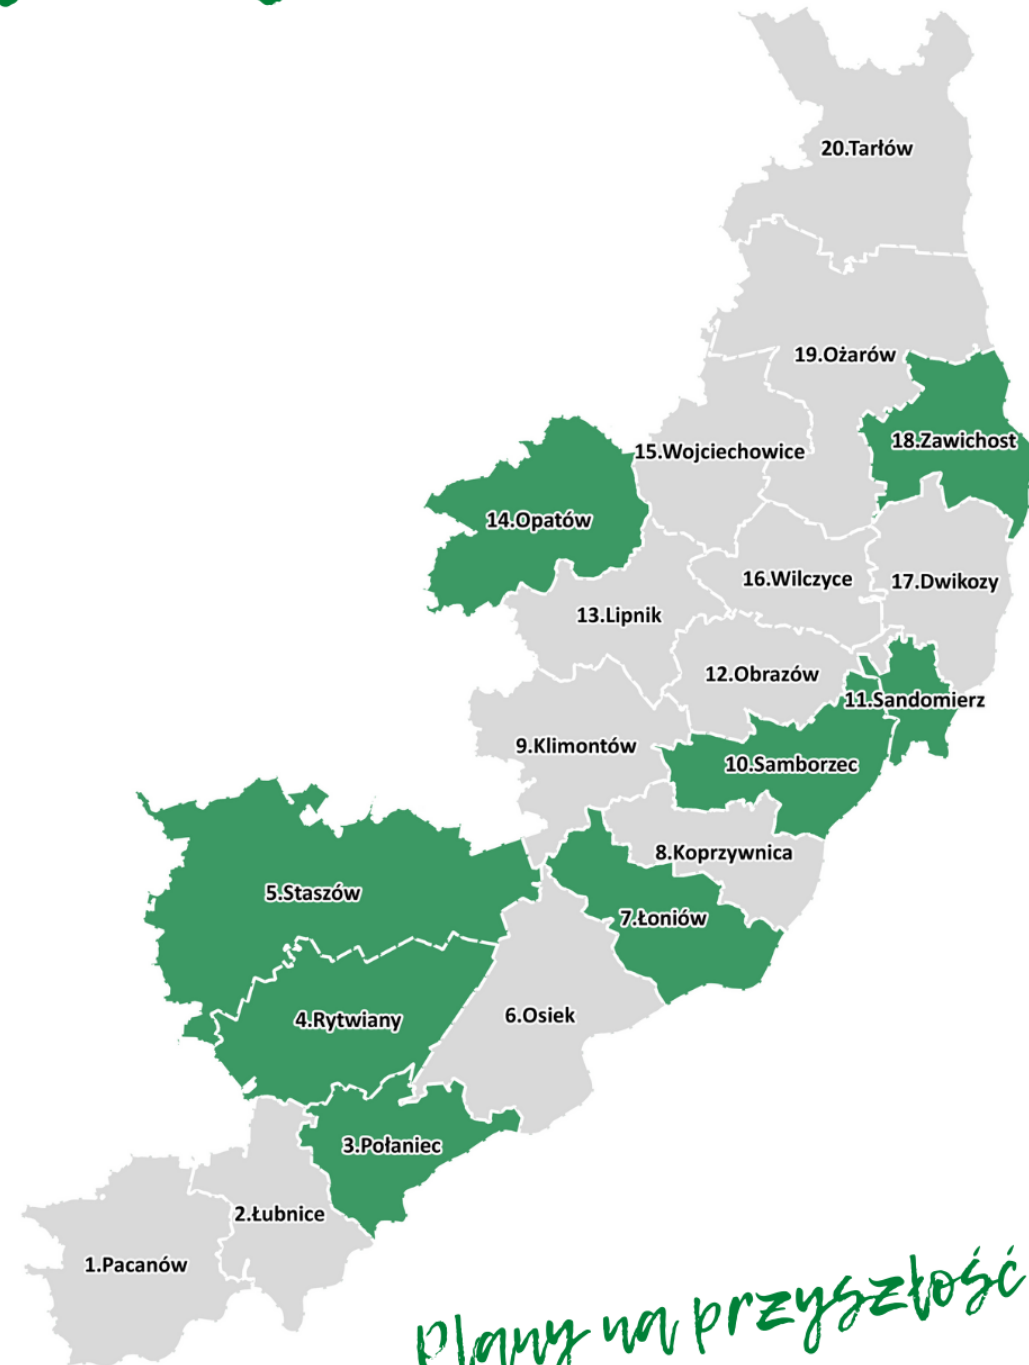 20.Tarłów
19.Ożarów
18.Zawichost
15.Wojciechowice
14.Opatów
16.Wilczyce
17.Dwikozy
13.Lipnik
12.Obrazów
11.Sandomierz
9.Klimontów
10.Samborzec
8.Koprzywnica
5.Staszów
7.Łoniów
6.Osiek
4.Rytwiany
3.Połaniec
2.Łubnice
1.Pacanów
Plany na przyszłość